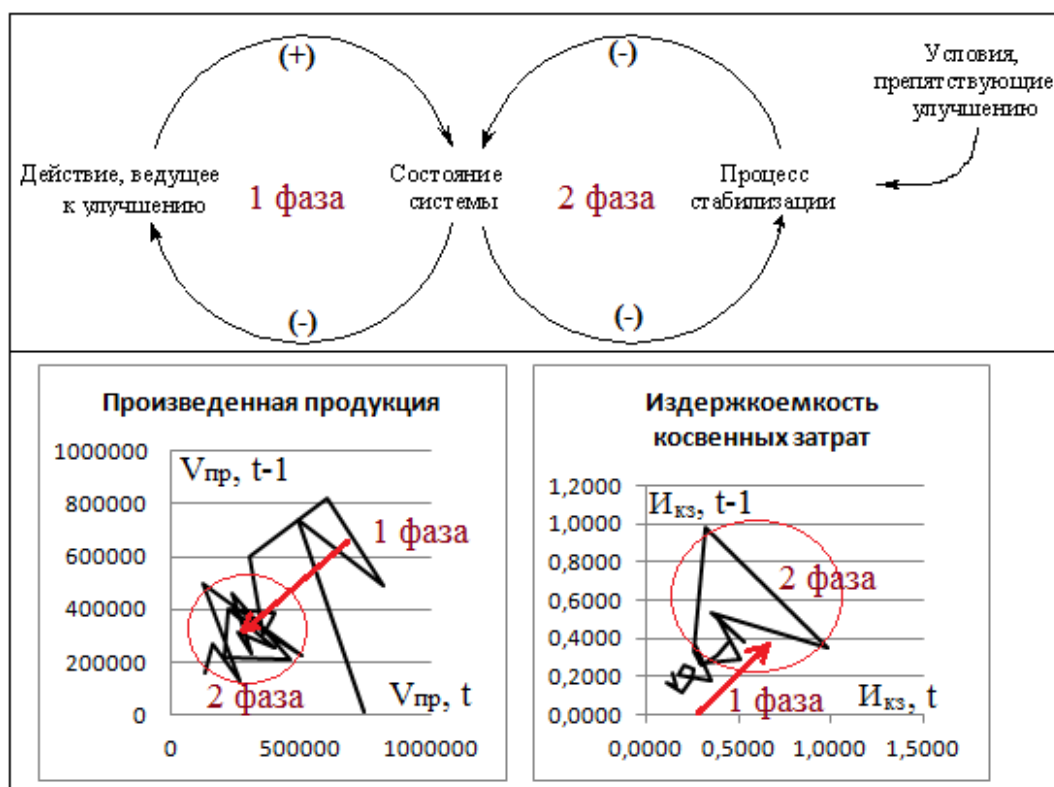 (+)
(-)
Условия,
препятствующие
улучшению
Действие, ведущее
к улучшению
1 фаза
Состояние
системы
2 фаза
Процесс
стабилизации
(-)
(-)
Произведенная продукция
1000000
800000
600000
400000
200000
0
0
500000
1000000
Vпр, t-1
1 фаза
2 фаза
Vпр, t
Издержкоемкость
косвенных затрат
1,2000
1,0000
0,8000
0,6000
0,4000
0,2000
0,0000
0,0000
0,5000
1,0000
1,5000
Икз, t-1
2 фаза
1 фаза
Икз, t